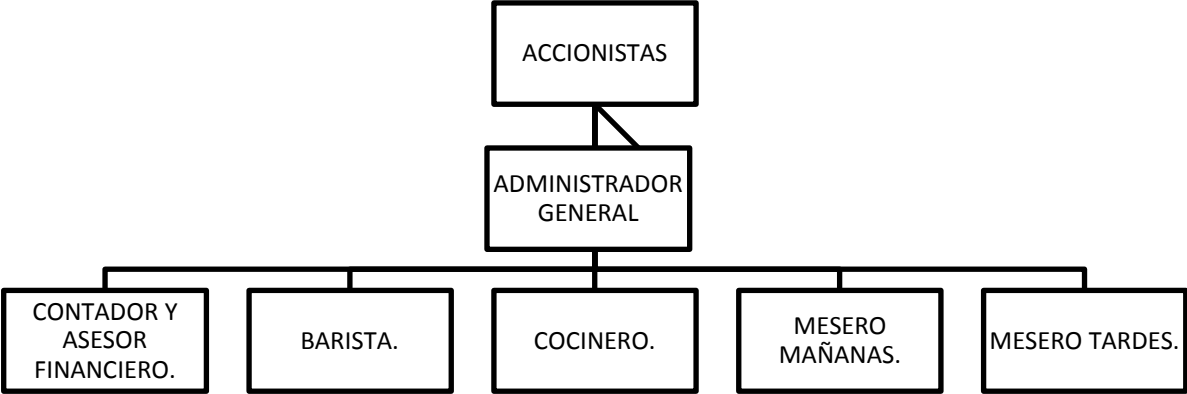 ACCIONISTAS
ADMINISTRADOR
GENERAL
CONTADOR Y
ASESOR
FINANCIERO.
BARISTA.
COCINERO.
MESERO
MAÑANAS.
MESERO TARDES.